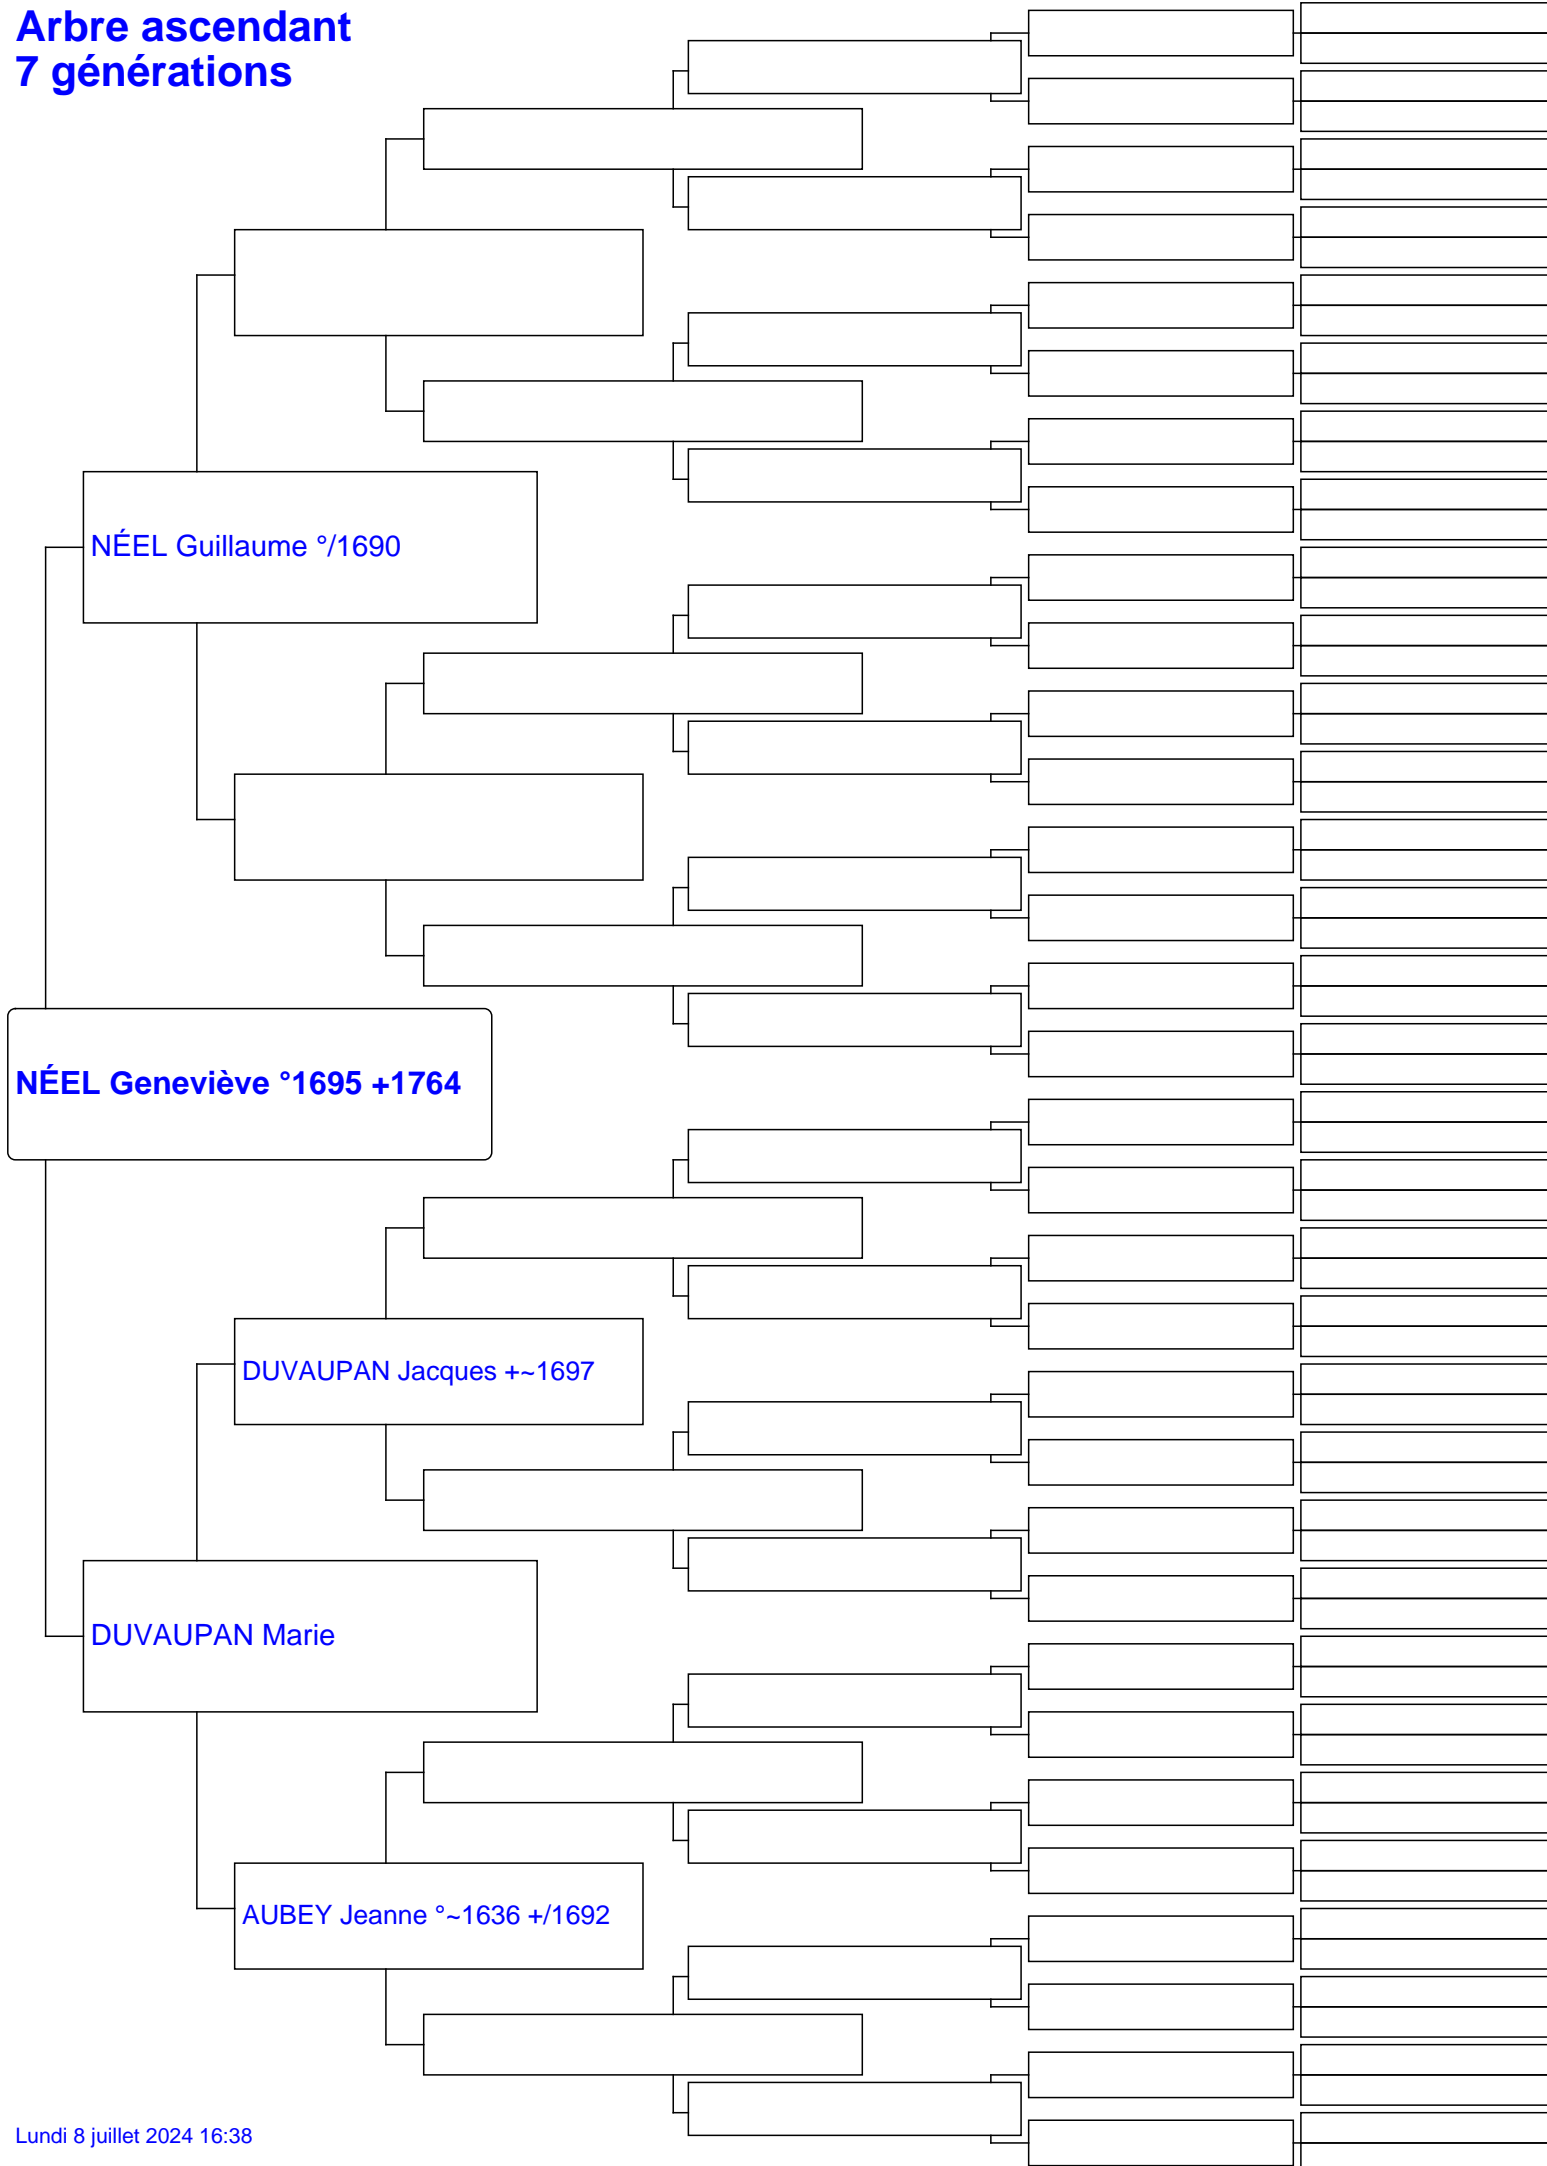 Arbre ascendant
7 générations
NÉEL Guillaume °/1690
NÉEL Geneviève °1695 +1764
DUVAUPAN Jacques +~1697
DUVAUPAN Marie
AUBEY Jeanne °~1636 +/1692
Lundi 8 juillet 2024 16:38